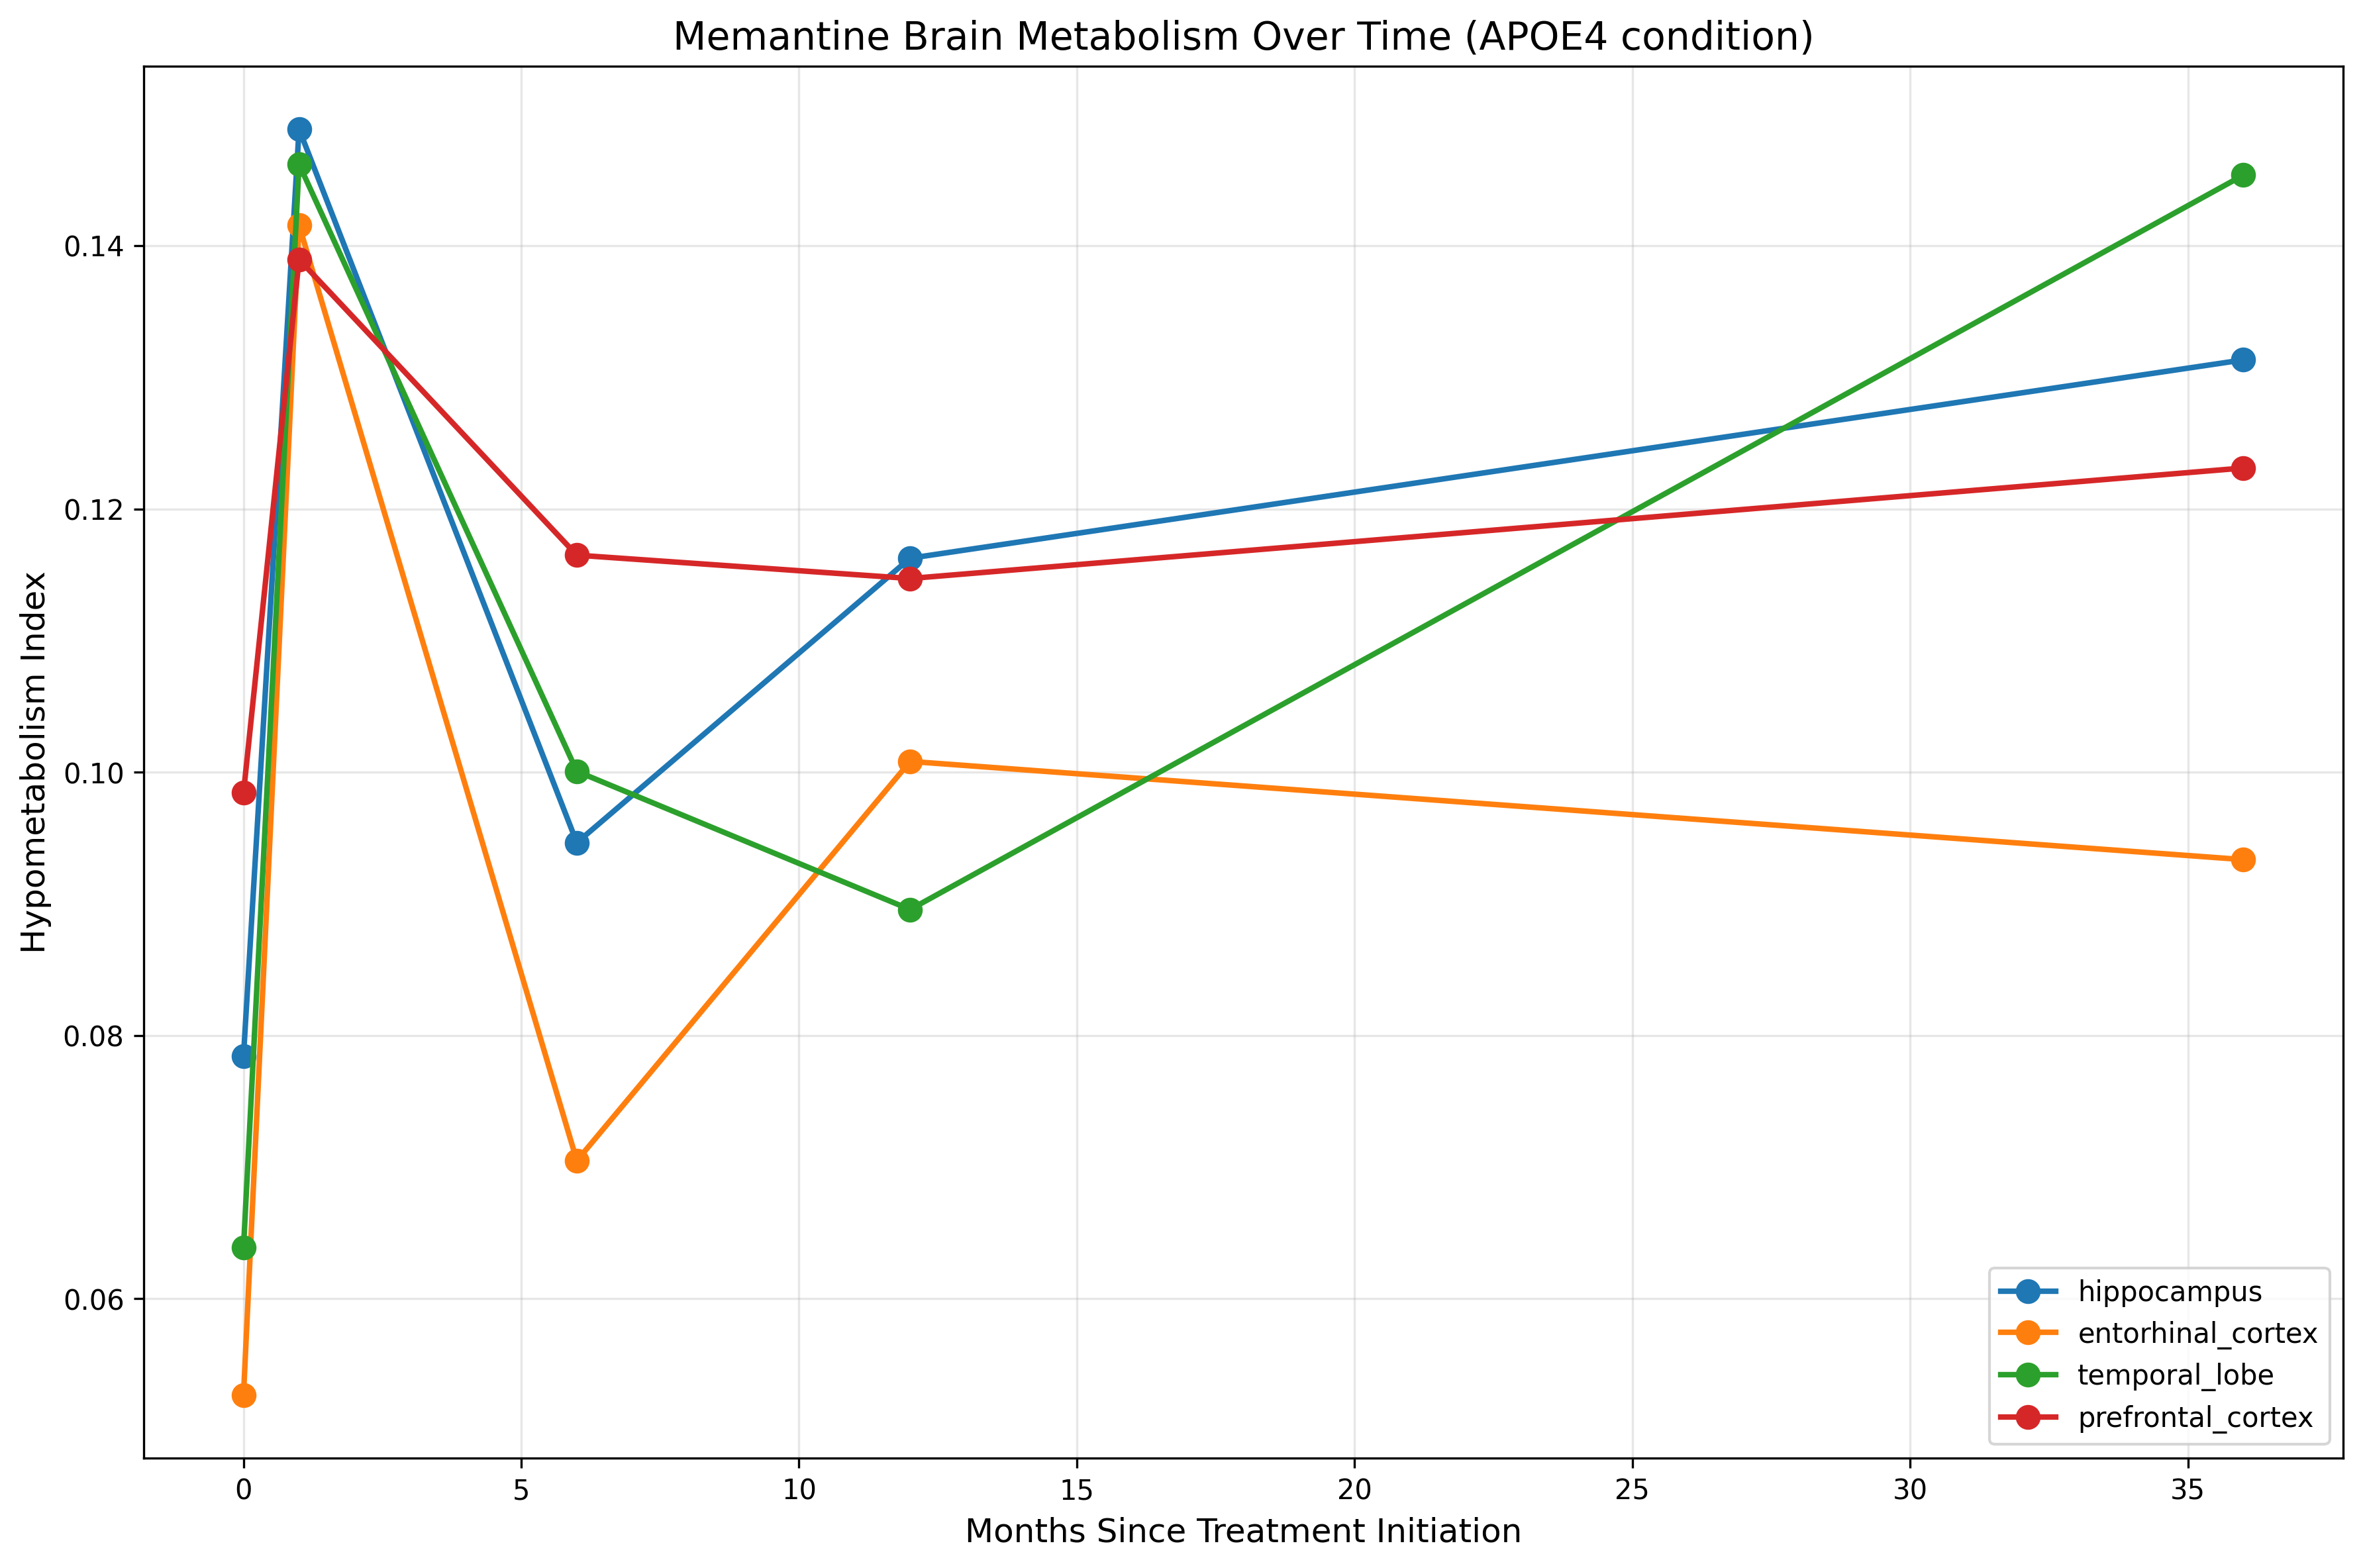 Memantine Brain Metabolism Over Time (APOE4 condition)
Hypometabolism Index
0.14
0.12
0.10
0.08
0.06
0 5 10 15 20 25 30 35
Months Since Treatment Initiation
hippocampus
entorhinal_cortex
temporal_lobe
prefrontal_cortex